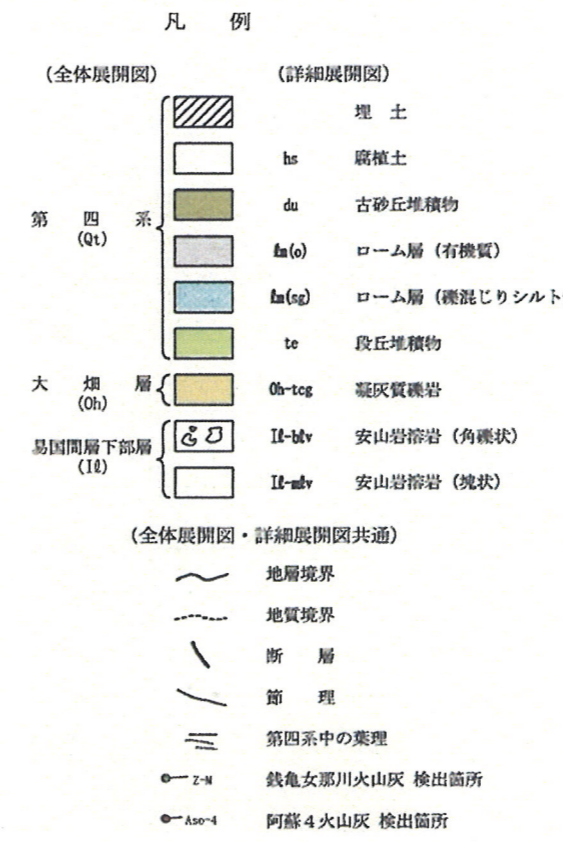 凡 例
(全体展開図) (詳細展開図)
埋 土
hs 腐植土
du 古砂丘堆積物
第 四 系
(Qt)
ℓm(o) ローム層 (有機質)
ℓm(sg) ローム層 (礫混じりシルト
te 段丘堆積物
大 畑 層
(Oh)
Oh-tcg 凝灰質礫岩
易国間層下部層
(Iℓ)
Iℓ-bℓv 安山岩溶岩 (角礫状)
Iℓ-mℓv 安山岩溶岩 (塊状)
(全体展開図・詳細展開図共通)
地層境界
地質境界
断 層
節 理
第四系中の葉理
Z-M 銭亀女那川火山灰 検出箇所
Aso-4 阿蘇4火山灰 検出箇所